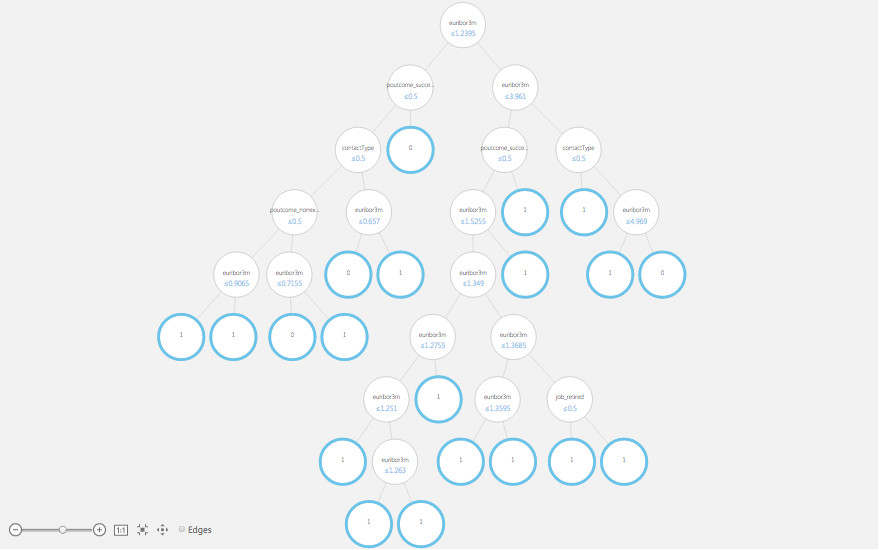 euribor3m
≤1.2395
poutcome_succe...
≤0.5
euribor3m
≤3.961
contactType
≤0.5
0
poutcome_succe...
≤0.5
contactType
≤0.5
poutcome_nonex...
≤0.5
euribor3m
≤0.657
euribor3m
≤1.5255
1
1
euribor3m
≤4.969
euribor3m
≤0.9065
euribor3m
≤0.7155
0
1
euribor3m
≤1.349
1
1
0
1
1
0
1
euribor3m
≤1.2755
euribor3m
≤1.3685
euribor3m
≤1.251
1
euribor3m
≤1.3595
job_retired
≤0.5
1
euribor3m
≤1.263
1
1
1
1
1
1
1:1
Edges